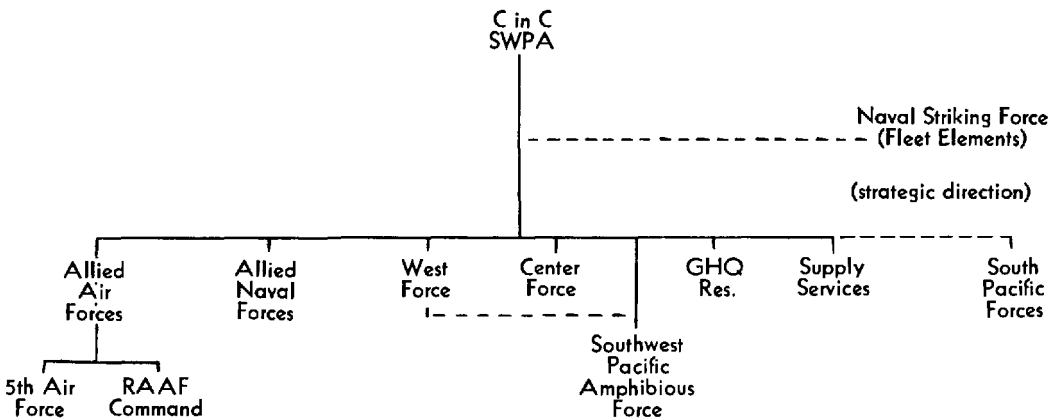 C in C
SWPA
Naval Striking Force
(Fleet Elements)
(strategic direction)
Allied
Air
Forces
Allied
Naval
Forces
West
Force
Center
Force
GHQ
Res.
Supply
Services
South
Pacific
Forces
Southwest
Pacific
Amphibious
Force
5th Air
Force
RAAF
Command